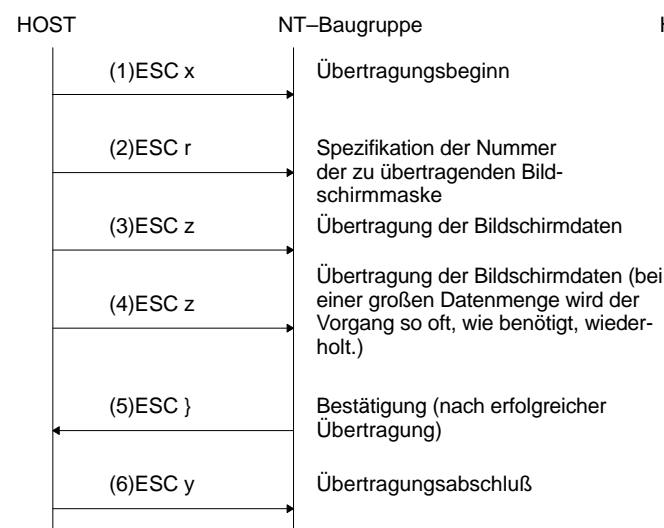 HOST NT–Baugruppe
(1)ESC x Übertragungsbeginn
(2)ESC r Spezifikation der Nummer
der zu übertragenden Bild-
schirmmaske
(3)ESC z Übertragung der Bildschirmdaten
Übertragung der Bildschirmdaten (bei
(4)ESC z einer großen Datenmenge wird der
Vorgang so oft, wie benötigt, wieder-
holt.)
(5)ESC } Bestätigung (nach erfolgreicher
Übertragung)
(6)ESC y Übertragungsabschluß